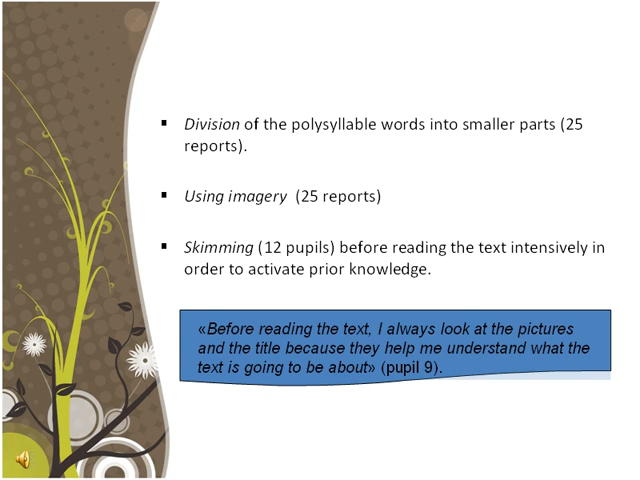 ▪ Division of the polysyllable words into smaller parts (25
reports).
▪ Using imagery (25 reports)
▪ Skimming (12 pupils) before reading the text intensively in
order to activate prior knowledge.
«Before reading the text, I always look at the pictures
and the title because they help me understand what the
text is going to be about» (pupil 9).